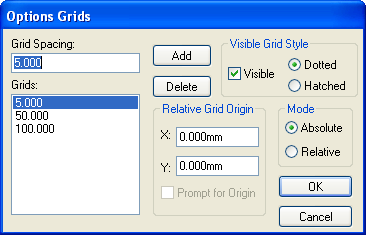 Options Grids
Grid Spacing:
5.000
Grids:
5.000
50.000
100.000
Add
Delete
Visible Grid Style
Visible
Dotted
Hatched
Relative Grid Origin
X: 0.000mm
Y: 0.000mm
Prompt for Origin
Mode
Absolute
Relative
OK
Cancel